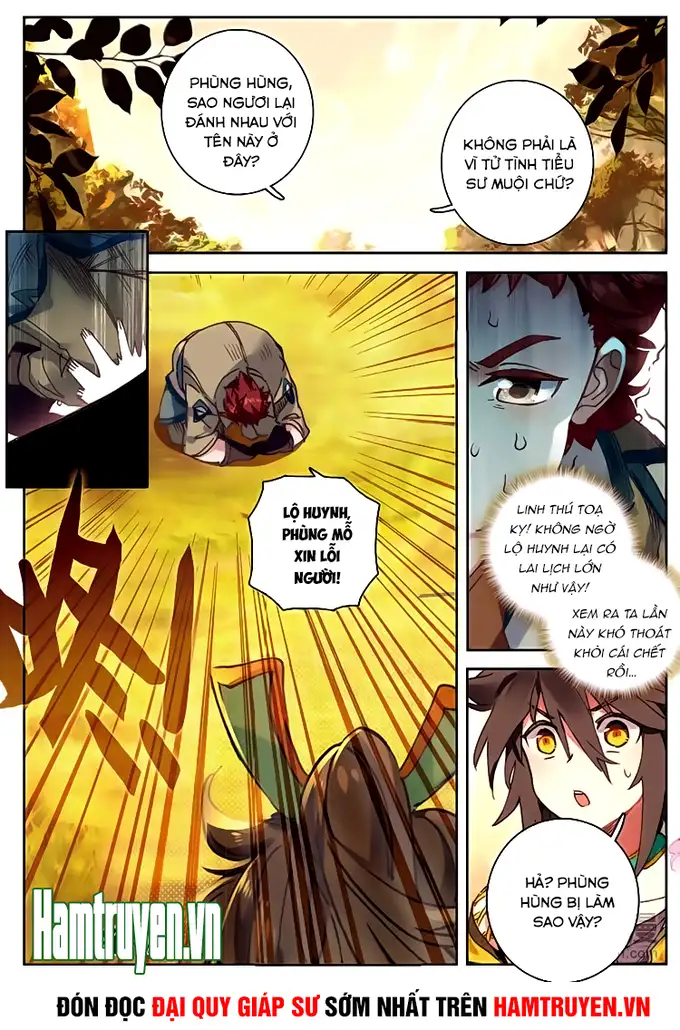 PHÙNG HÙNG,
SAO NGƯƠI LẠI
ĐÁNH NHAU VỚI
TÊN NÀY Ở
ĐÂY?
KHÔNG PHẢI LÀ
VÌ TỬ TÌNH TIỂU
SƯ MUỘI CHỨ?
LINH THÚ TOẠ
KỴ! KHÔNG NGỜ
LỘ HUYNH LẠI CÓ
LAI LỊCH LỚN
NHƯ VẬY!
XEM RA TA LẦN
NÀY KHÓ THOÁT
KHỎI CÁI CHẾT
RỒI...
LỘ HUYNH,
PHÙNG MỖ
XIN LỖI
NGƯỜI!
HẢ? PHÙNG
HÙNG BỊ LÀM
SAO VẬY?
Hamtruyen.vn
ĐÓN ĐỌC ĐẠI QUY GIÁP SƯ SỚM NHẤT TRÊN HAMTRUYEN.VN